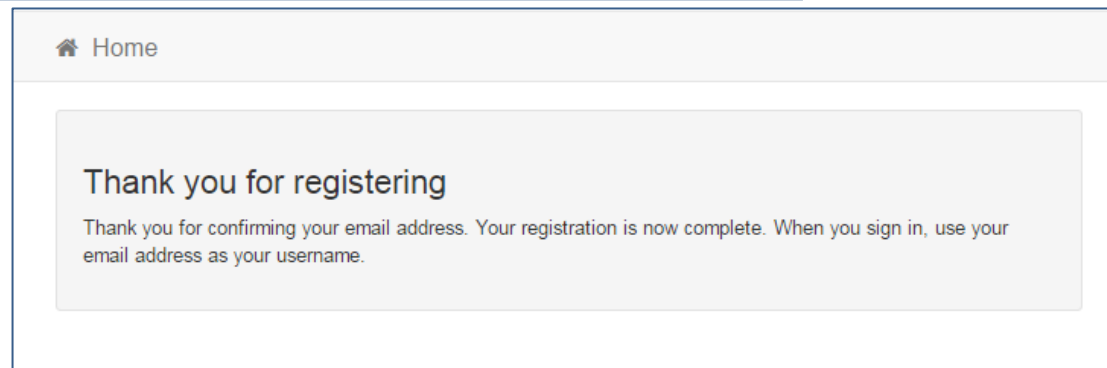 Home
Thank you for registering
Thank you for confirming your email address. Your registration is now complete. When you sign in, use your
email address as your username.